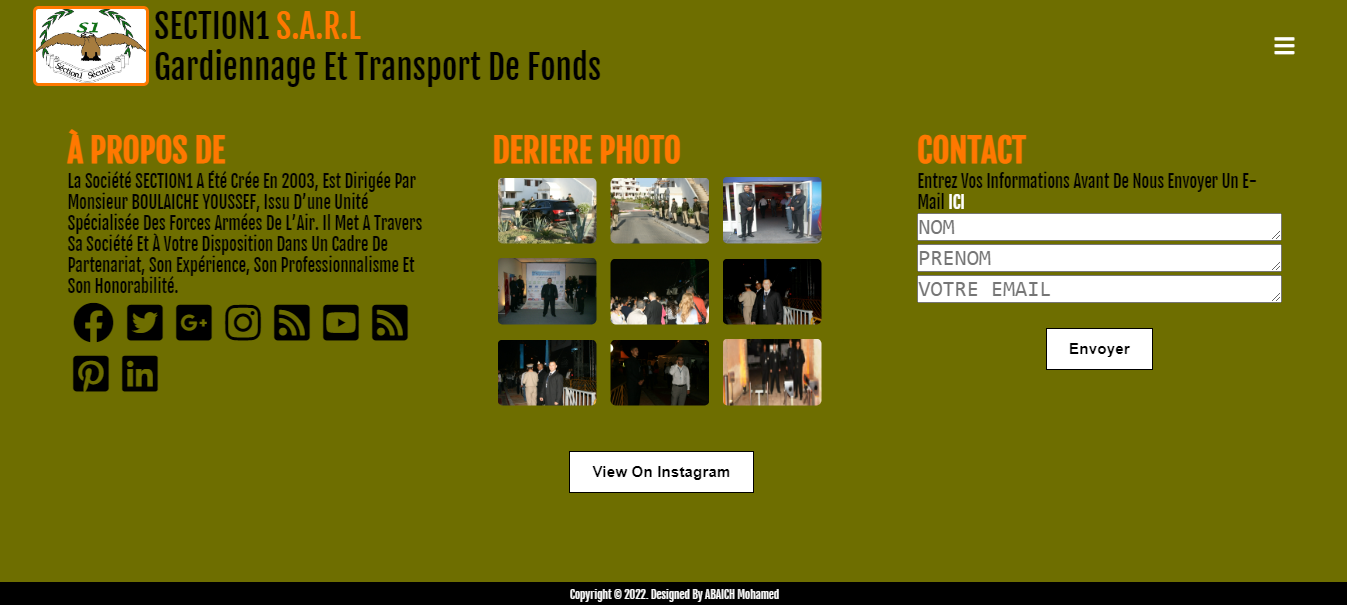 S1
Séction1 Sécurité
SECTION1 S.A.R.L
Gardiennage Et Transport De Fonds
À PROPOS DE
La Société SECTION1 A Été Crée En 2003, Est Dirigée Par
Monsieur BOULAICHE YOUSSEF, Issu D’une Unité
Spécialisée Des Forces Armées De L’Air. Il Met A Travers
Sa Société Et À Votre Disposition Dans Un Cadre De
Partenariat, Son Expérience, Son Professionnalisme Et
Son Honorabilité.
DERIERE PHOTO
View On Instagram
CONTACT
Entrez Vos Informations Avant De Nous Envoyer Un E-
Mail ICI
NOM
PRENOM
VOTRE EMAIL
Envoyer
Copyright © 2022. Designed By ABAICH Mohamed